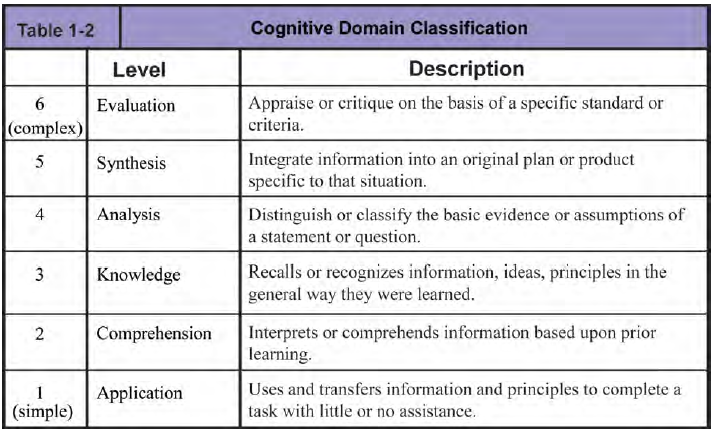 Table 1-2 Cognitive Domain Classification
Level Description
6 (complex) Evaluation Appraise or critique on the basis of a specific standard or
criteria.
5 Synthesis Integrate information into an original plan or product
specific to that situation.
4 Analysis Distinguish or classify the basic evidence or assumptions of
a statement or question.
3 Knowledge Recalls or recognizes information, ideas, principles in the
general way they were learned.
2 Comprehension Interprets or comprehends information based upon prior
learning.
1 (simple) Application Uses and transfers information and principles to complete a
task with little or no assistance.